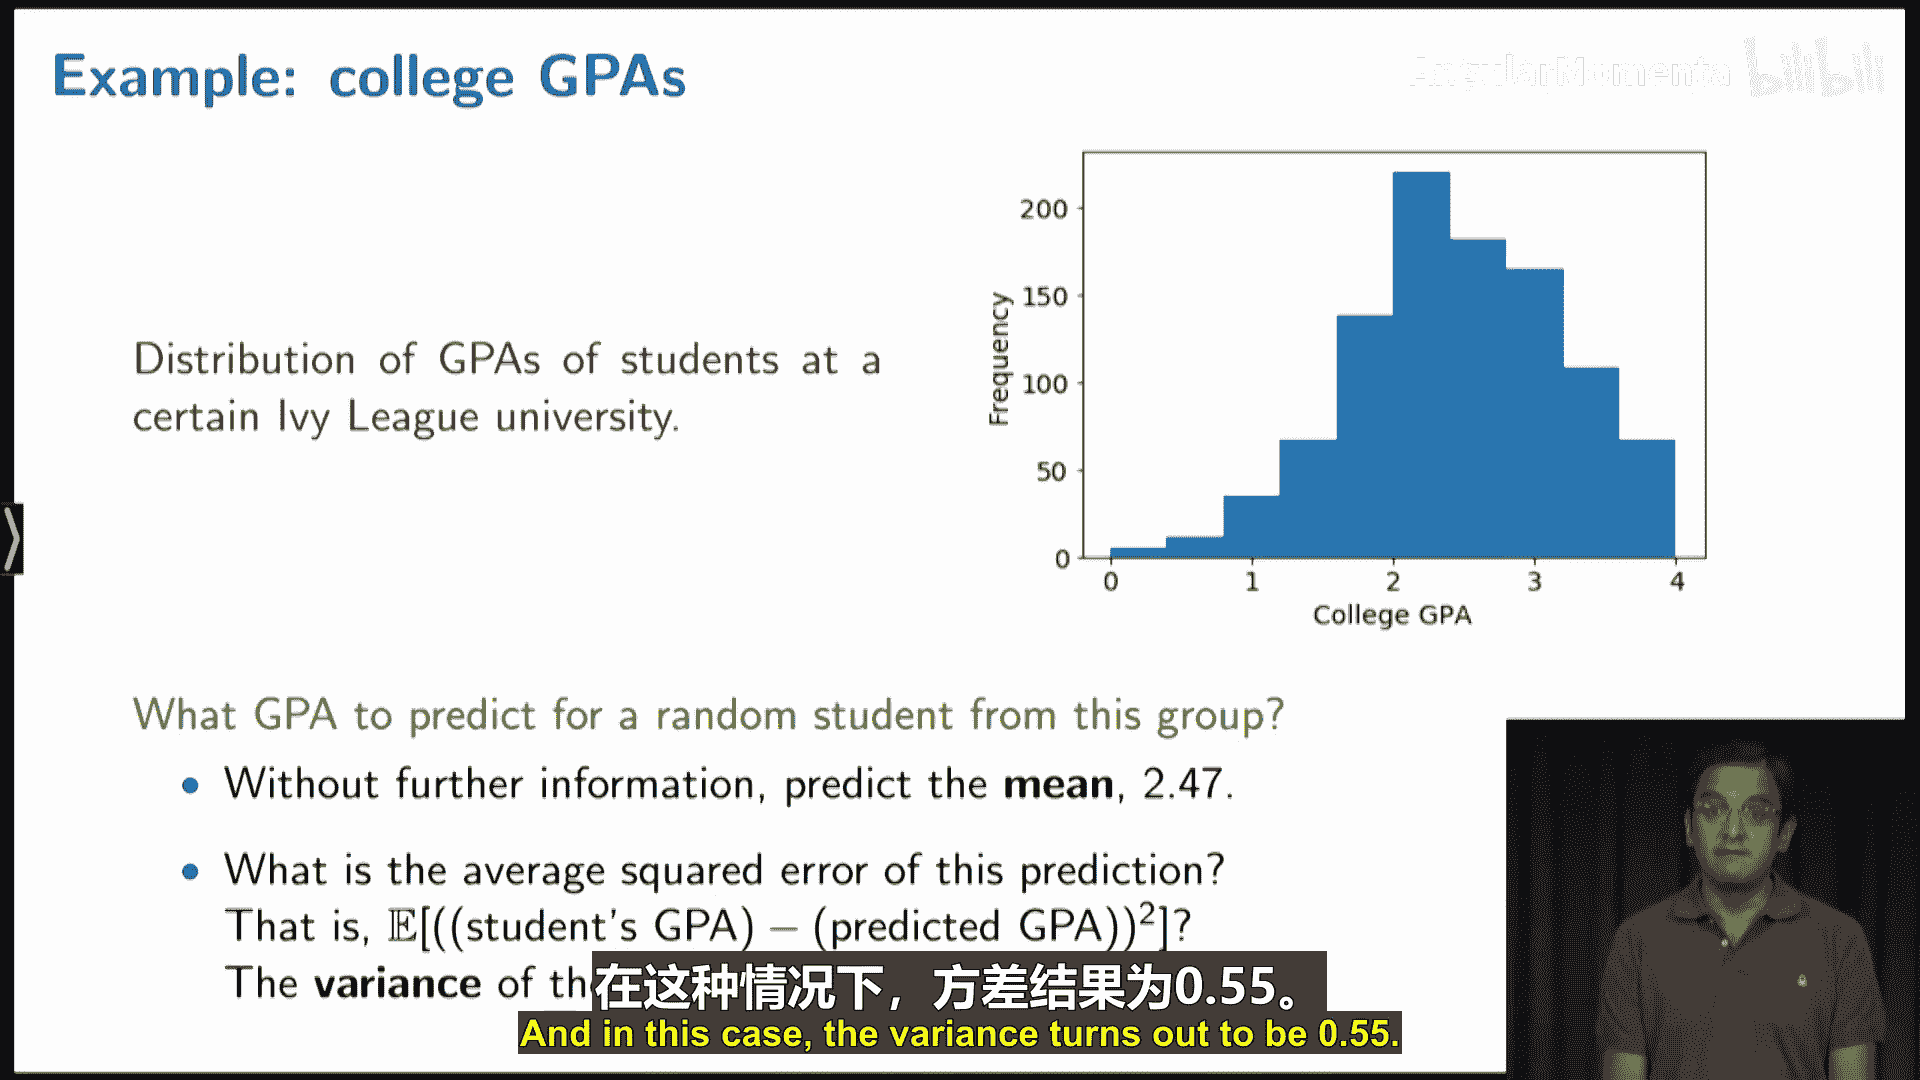 Example: college GPAs
AngularMomenta bilibili
200
150
100
50
0
Frequency
0 1 2 3 4
College GPA
Distribution of GPAs of students at a
certain Ivy League university.
What GPA to predict for a random student from this group?
• Without further information, predict the mean, 2.47.
• What is the average squared error of this prediction?
That is, 𝔼[((student's GPA) − (predicted GPA))²]?
The variance of
在这种情况下，方差结果为0.55。
And in this case, the variance turns out to be 0.55.